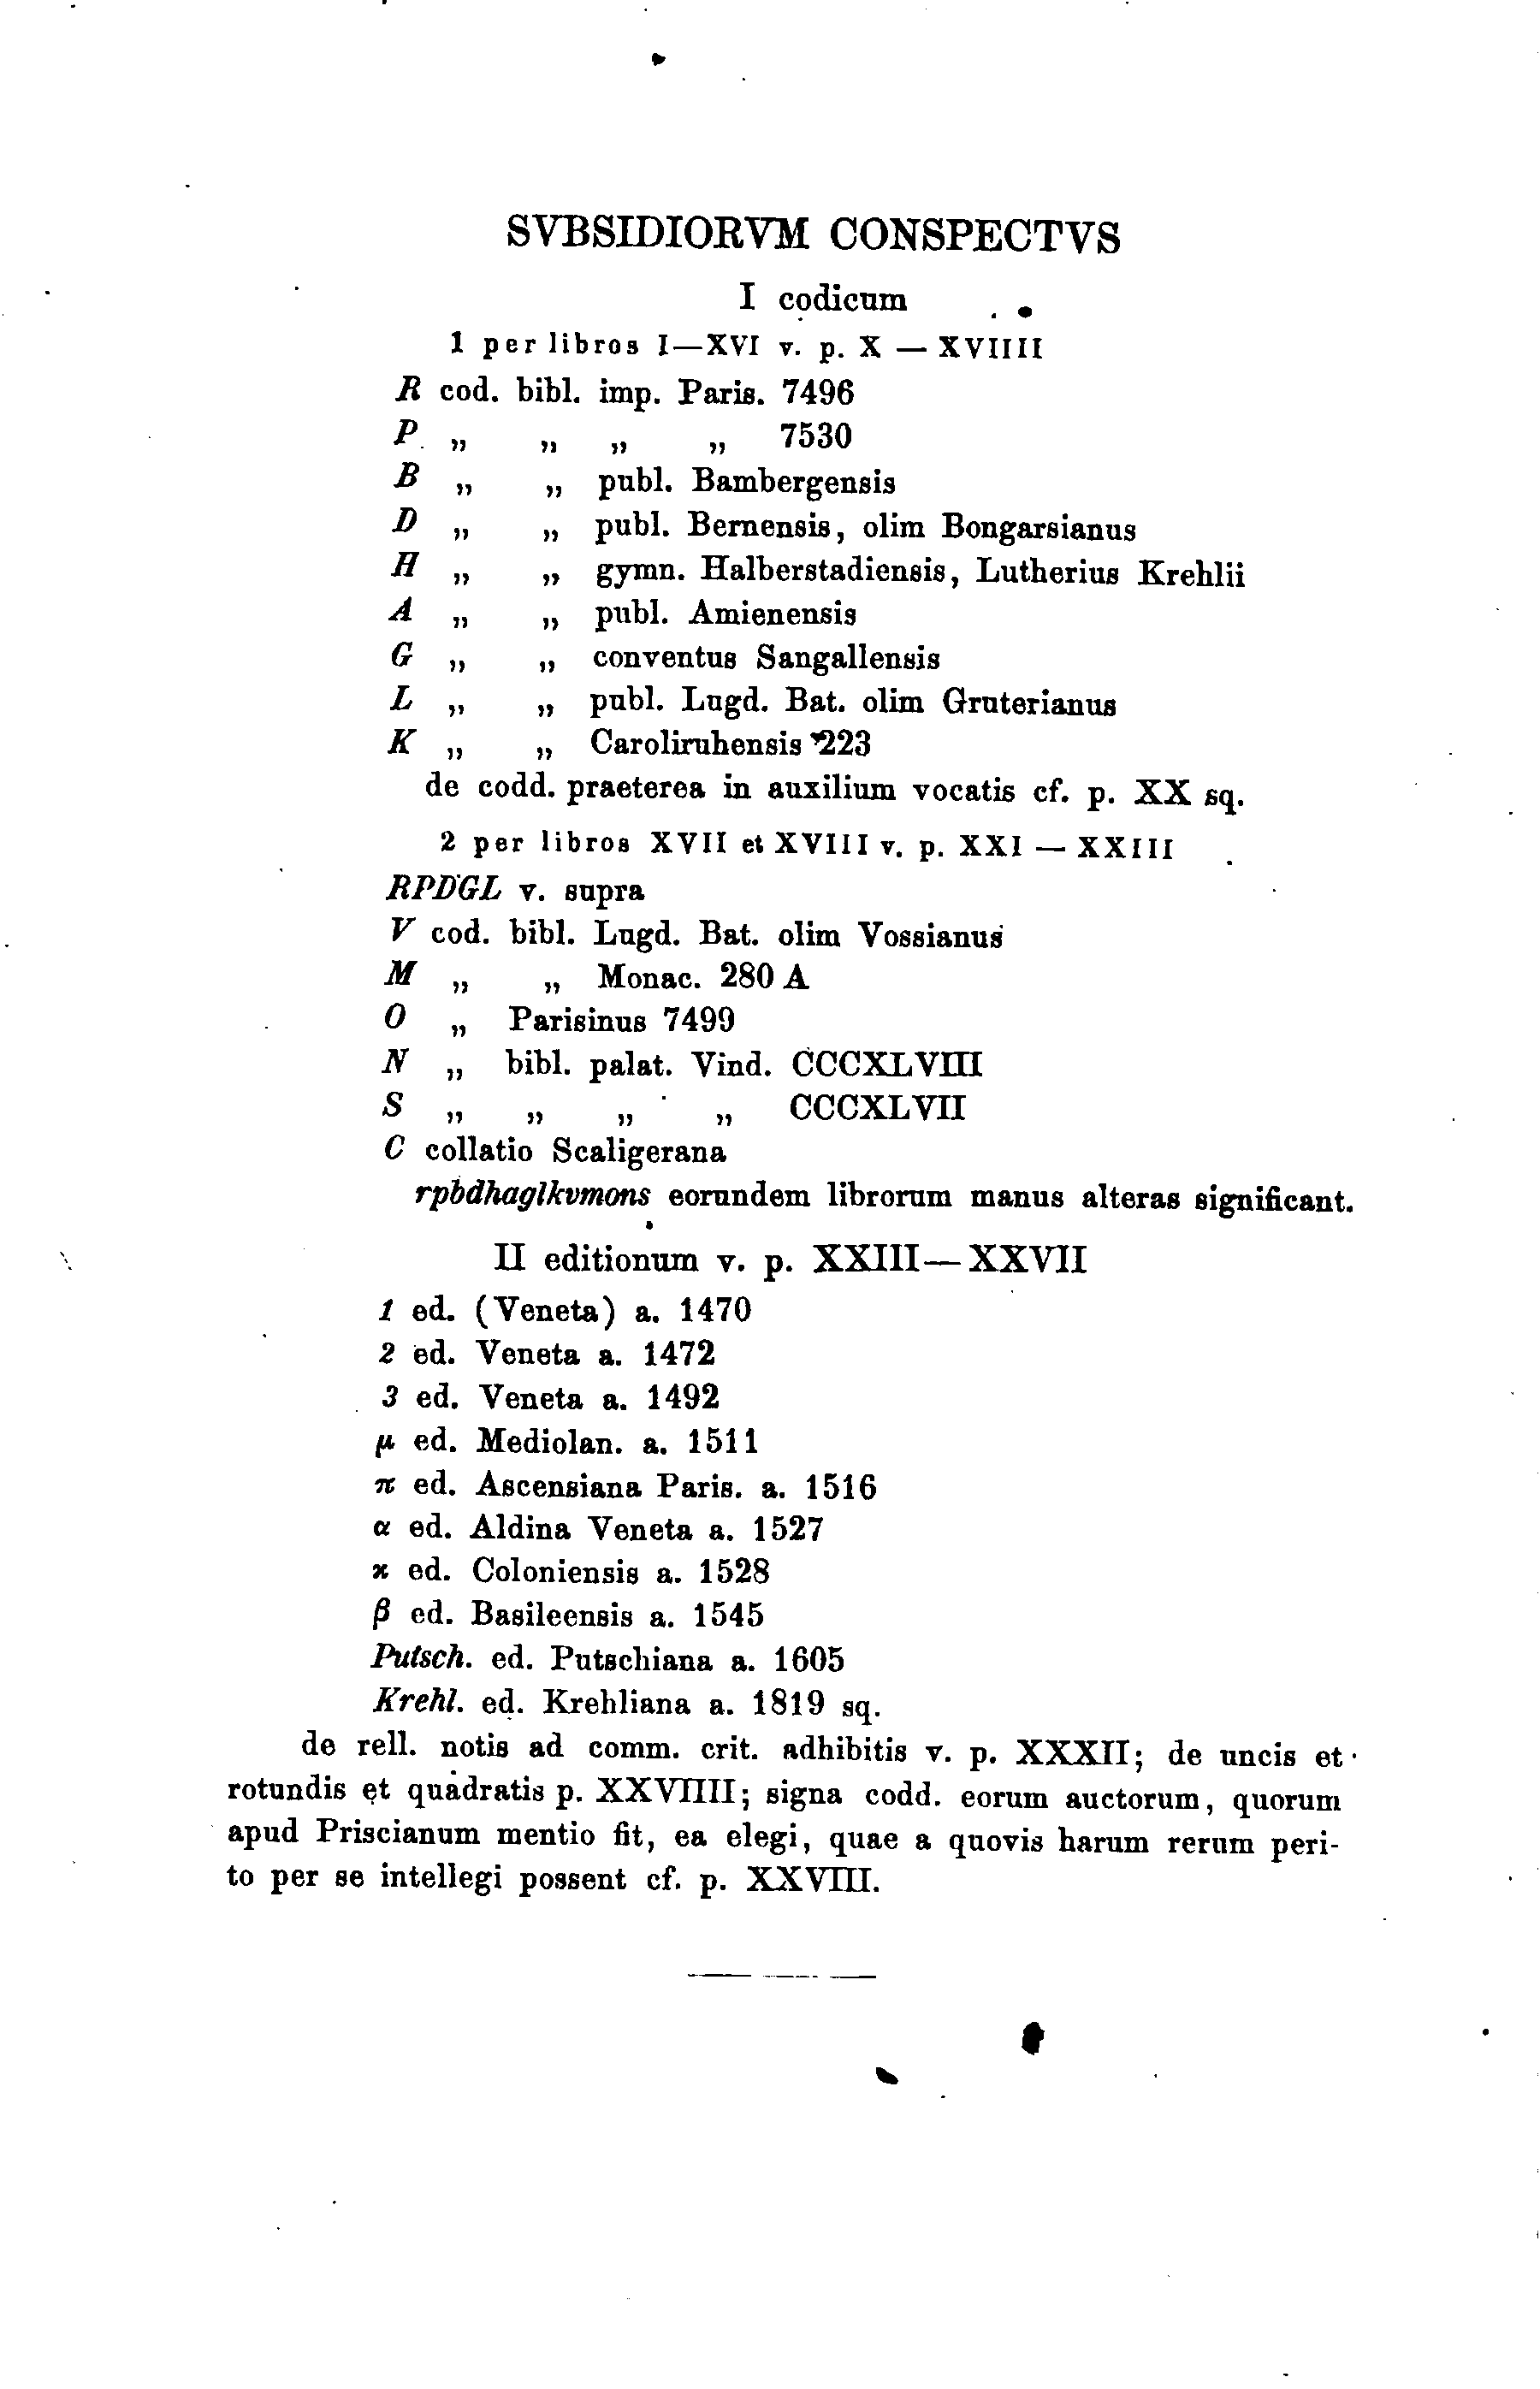 SVBSIDIORVM CONSPECTVS
I codicum
1 per libros I—XVI v. p. X — XVIIII
R cod. bibl. imp. Paris. 7496
P „ „ „ „ 7530
B „ „ publ. Bambergensis
D „ „ publ. Bernensis, olim Bongarsianus
H „ „ gymn. Halberstadiensis, Lutherius Krehlii
A „ „ publ. Amienensis
G „ „ conventus Sangallensis
L „ „ publ. Lugd. Bat. olim Gruterianus
K „ „ Caroliruhensis 223
de codd. praeterea in auxilium vocatis cf. p. XX sq.
2 per libros XVII et XVIII v. p. XXI — XXIII
RPDGL v. supra
V cod. bibl. Lugd. Bat. olim Vossianus
M „ „ Monac. 280 A
O „ Parisinus 7499
N „ bibl. palat. Vind. CCCXLVIII
S „ „ „ „ CCCXLVII
C collatio Scaligerana
rpbdhaglkvmons eorundem librorum manus alteras significant.
II editionum v. p. XXIII—XXVII
1 ed. (Veneta) a. 1470
2 ed. Veneta a. 1472
3 ed. Veneta a. 1492
μ ed. Mediolan. a. 1511
π ed. Ascensiana Paris. a. 1516
α ed. Aldina Veneta a. 1527
ϰ ed. Coloniensis a. 1528
β ed. Basileensis a. 1545
Putsch. ed. Putschiana a. 1605
Krehl. ed. Krehliana a. 1819 sq.
de rell. notis ad comm. crit. adhibitis v. p. XXXII; de uncis et
rotundis et quadratis p. XXVIIII; signa codd. eorum auctorum, quorum
apud Priscianum mentio fit, ea elegi, quae a quovis harum rerum peri-
to per se intellegi possent cf. p. XXVIII.